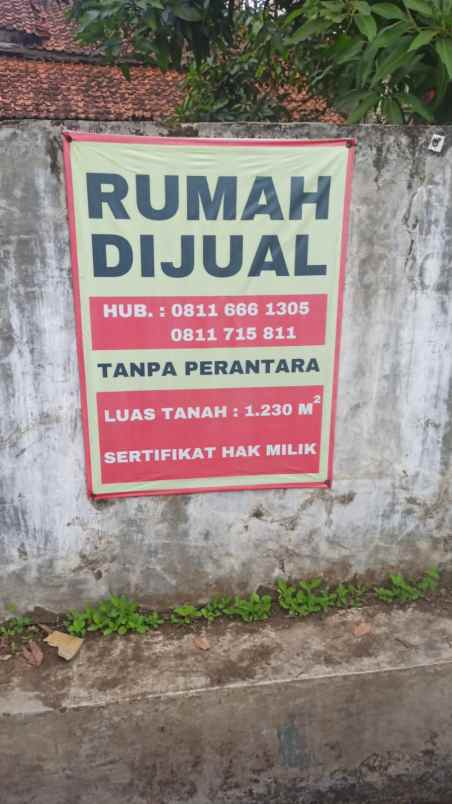 RUMAH
DIJUAL
HUB. : 0811 666 1305
0811 715 811
TANPA PERANTARA
LUAS TANAH : 1.230 M²
SERTIFIKAT HAK MILIK